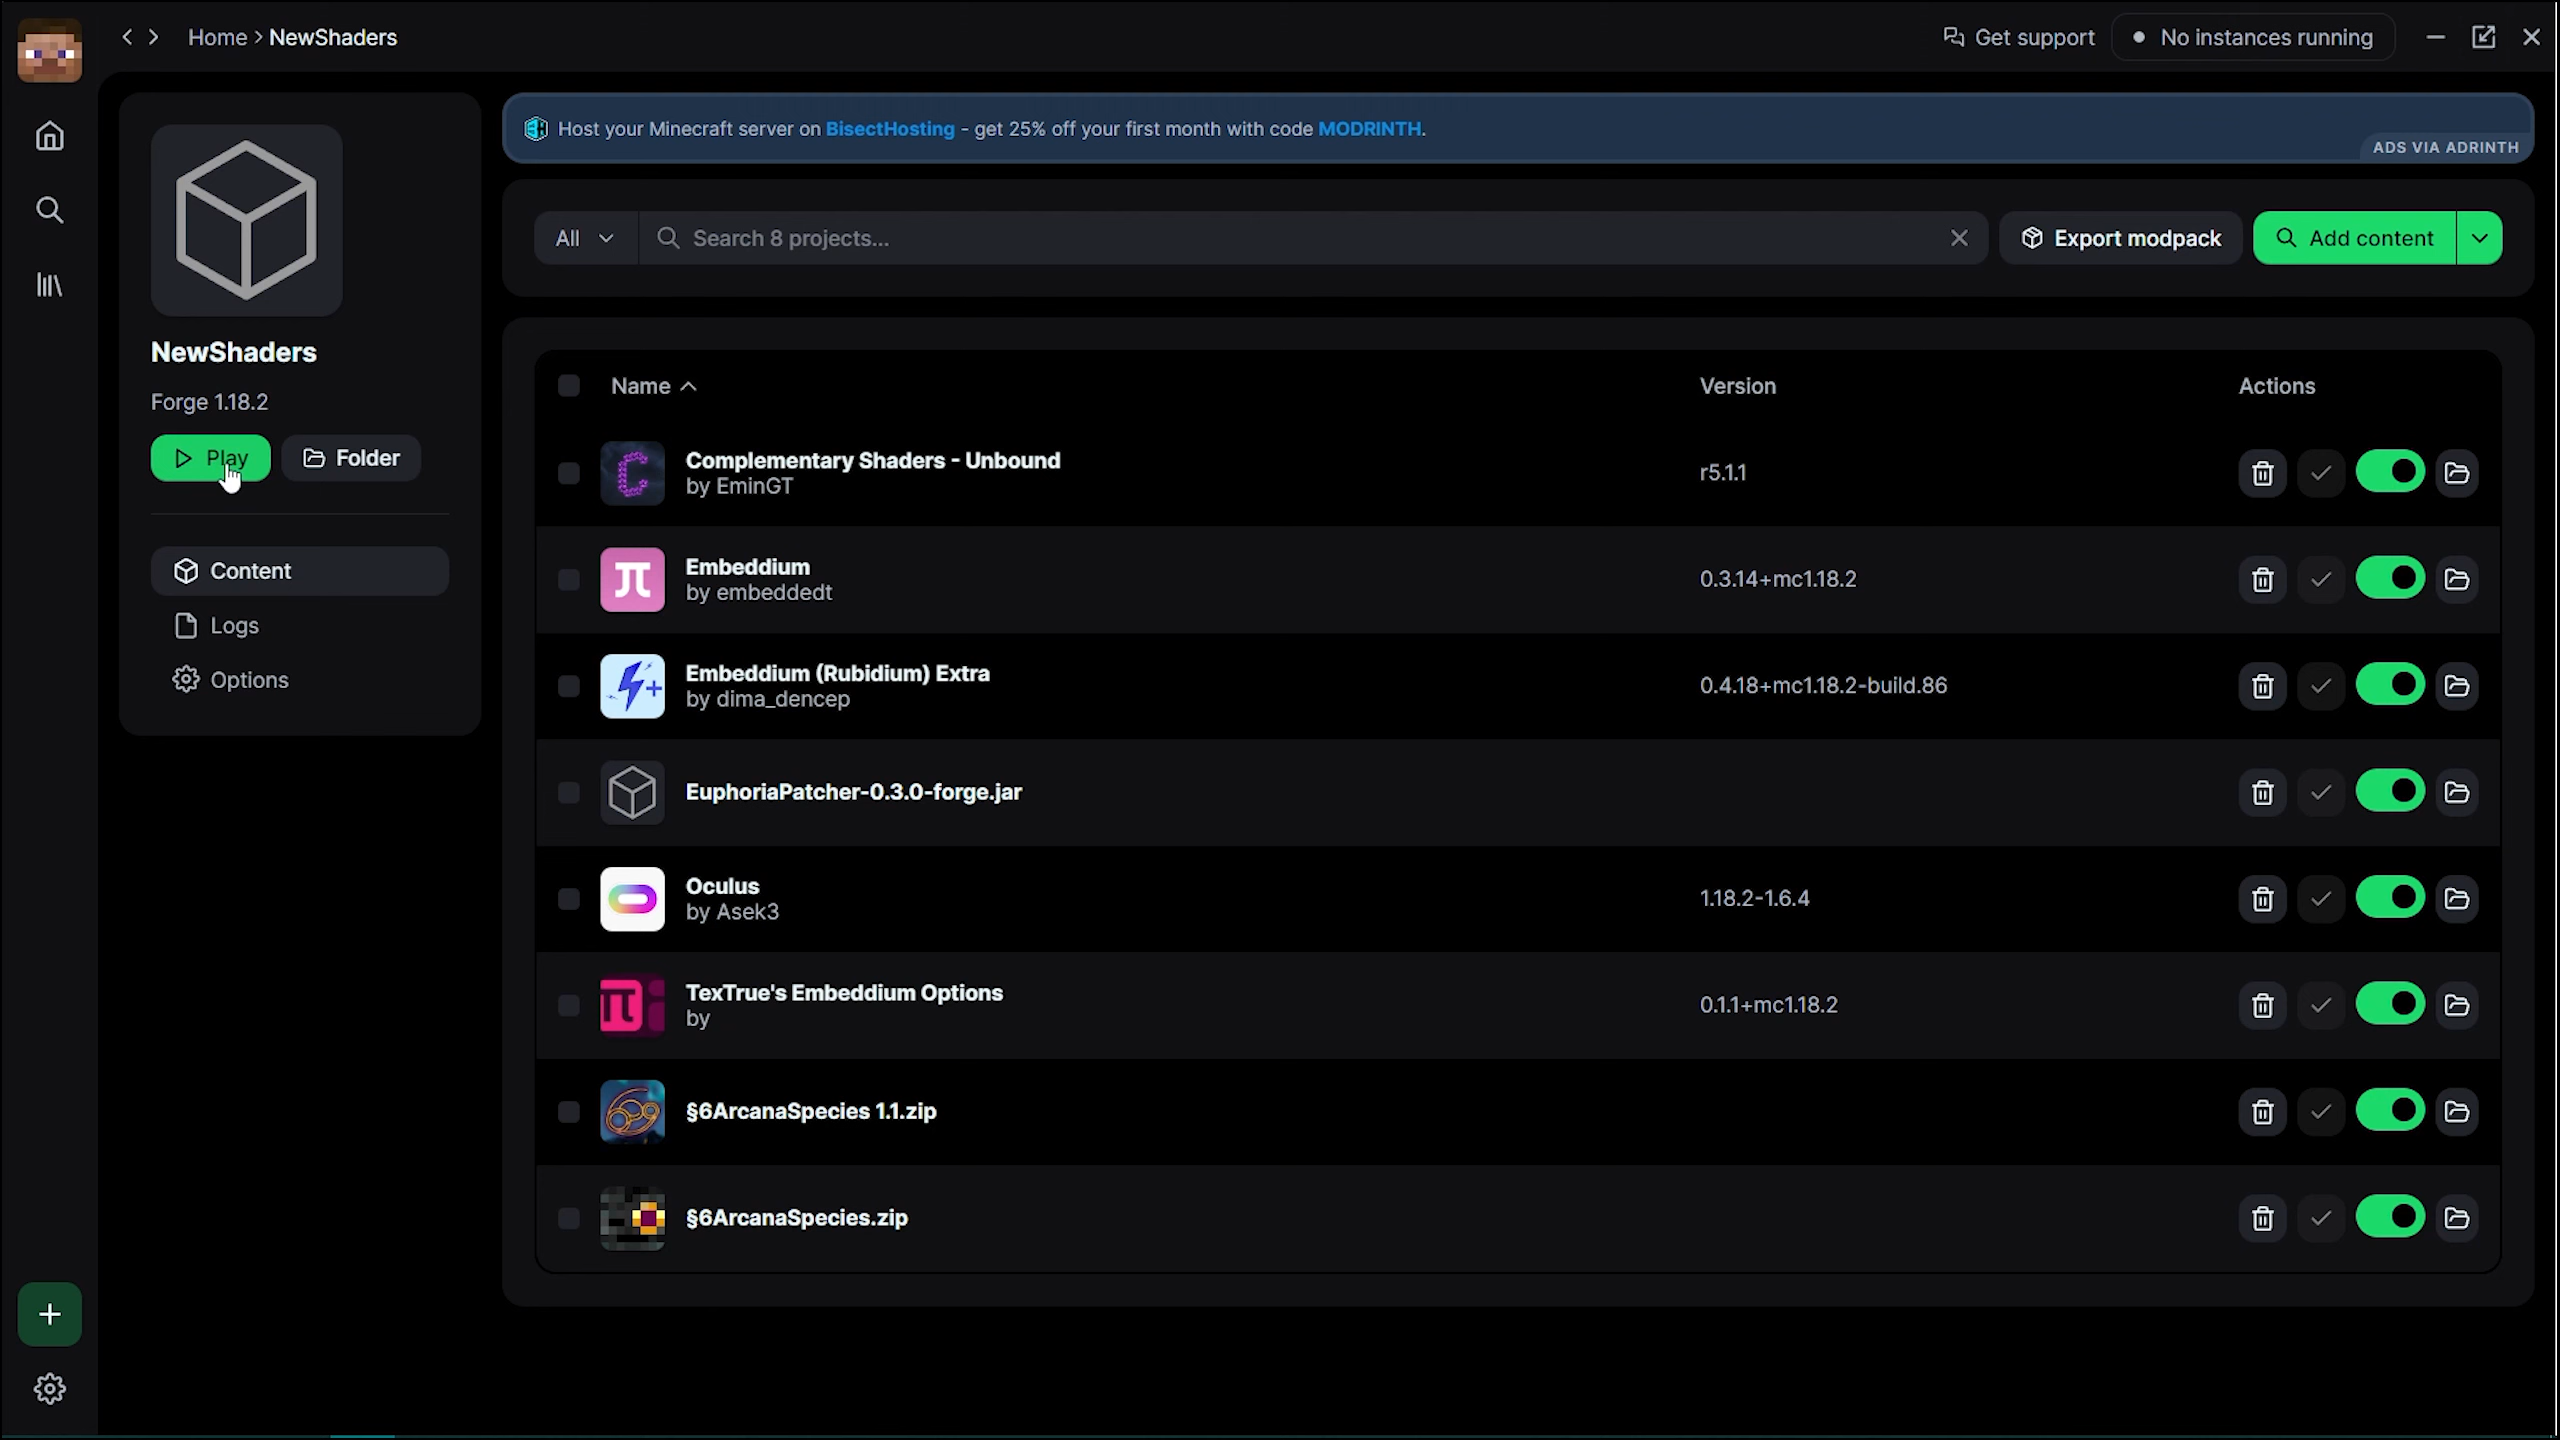 Home > NewShaders
Get support
No instances running
Host your Minecraft server on BisectHosting - get 25% off your first month with code MODRINTH.
ADS VIA ADRINTH
NewShaders
Forge 1.18.2
Play
Folder
Content
Logs
Options
All
Search 8 projects...
Export modpack
Add content
Name
Version
Actions
Complementary Shaders - Unbound
by EminGT
r5.1.1
Embeddium
by embeddedt
0.3.14+mc1.18.2
Embeddium (Rubidium) Extra
by dima_dencep
0.4.18+mc1.18.2-build.86
EuphoriaPatcher-0.3.0-forge.jar
Oculus
by Asek3
1.18.2-1.6.4
TexTrue's Embeddium Options
by
0.1.1+mc1.18.2
§6ArcanaSpecies 1.1.zip
§6ArcanaSpecies.zip